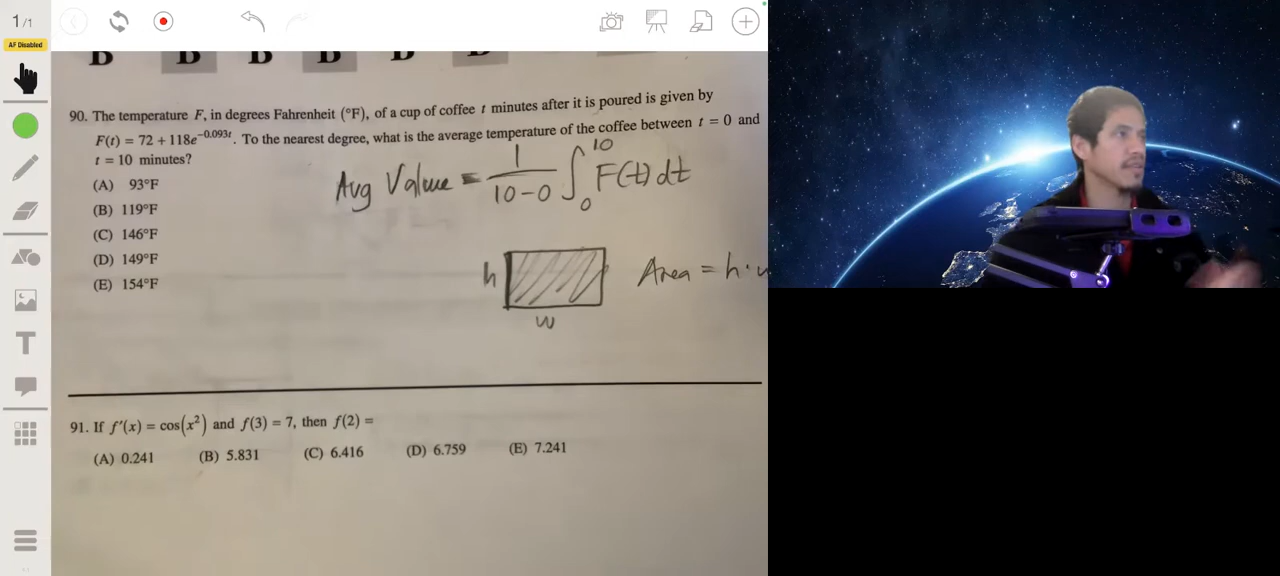 1/1
AF Disabled
D D D D D D
90. The temperature F, in degrees Fahrenheit (°F), of a cup of coffee t minutes after it is poured is given by
F(t) = 72 + 118e^{-0.093t}. To the nearest degree, what is the average temperature of the coffee between t = 0 and
t = 10 minutes?
Avg Value = 1/(10-0) ∫_0^10 F(t) dt
(A) 93°F
(B) 119°F
(C) 146°F
(D) 149°F
(E) 154°F
h
Area = h·w
w
91. If f'(x) = cos(x²) and f(3) = 7, then f(2) =
(A) 0.241 (B) 5.831 (C) 6.416 (D) 6.759 (E) 7.241
T